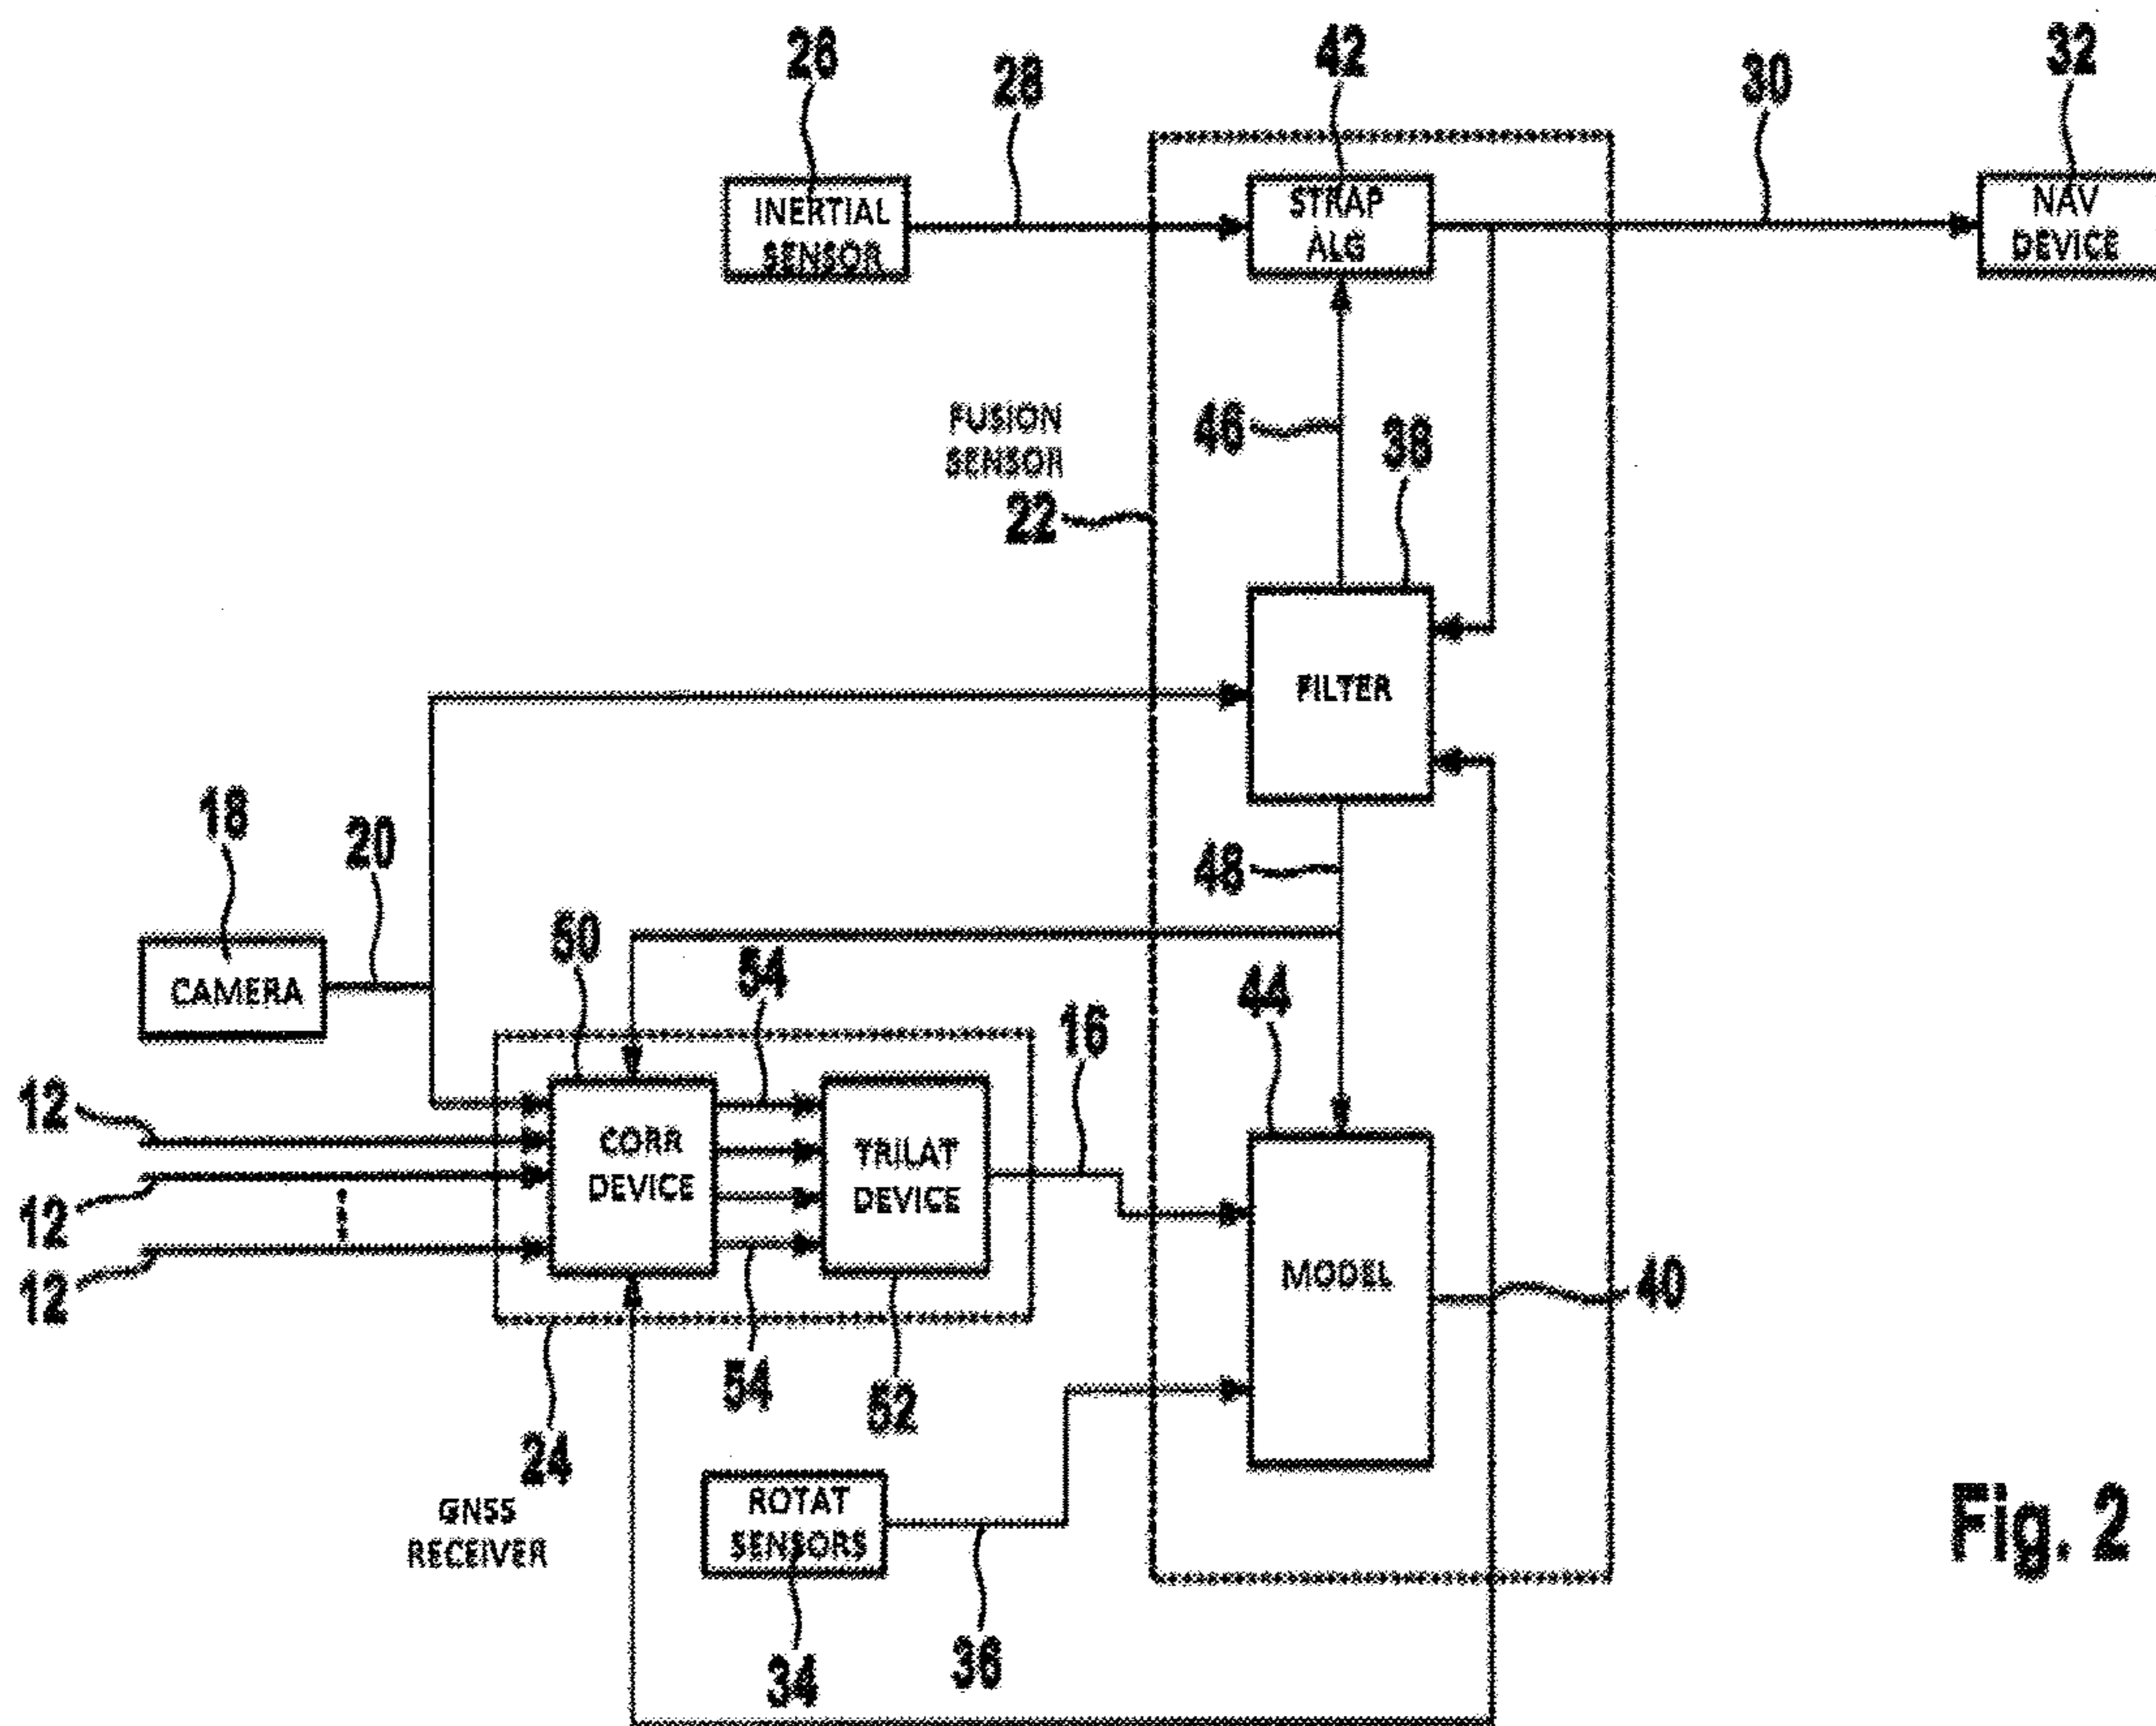 26
28
42
30
32
INERTIAL
SENSOR
STRAP
ALG
NAV
DEVICE
FUSION
SENSOR
22
46
38
FILTER
18
20
48
CAMERA
50
54
16
44
12
12
12
CORR
DEVICE
TRILAT
DEVICE
MODEL
40
24
GNSS
RECEIVER
54
52
ROTAT
SENSORS
34
36
Fig. 2